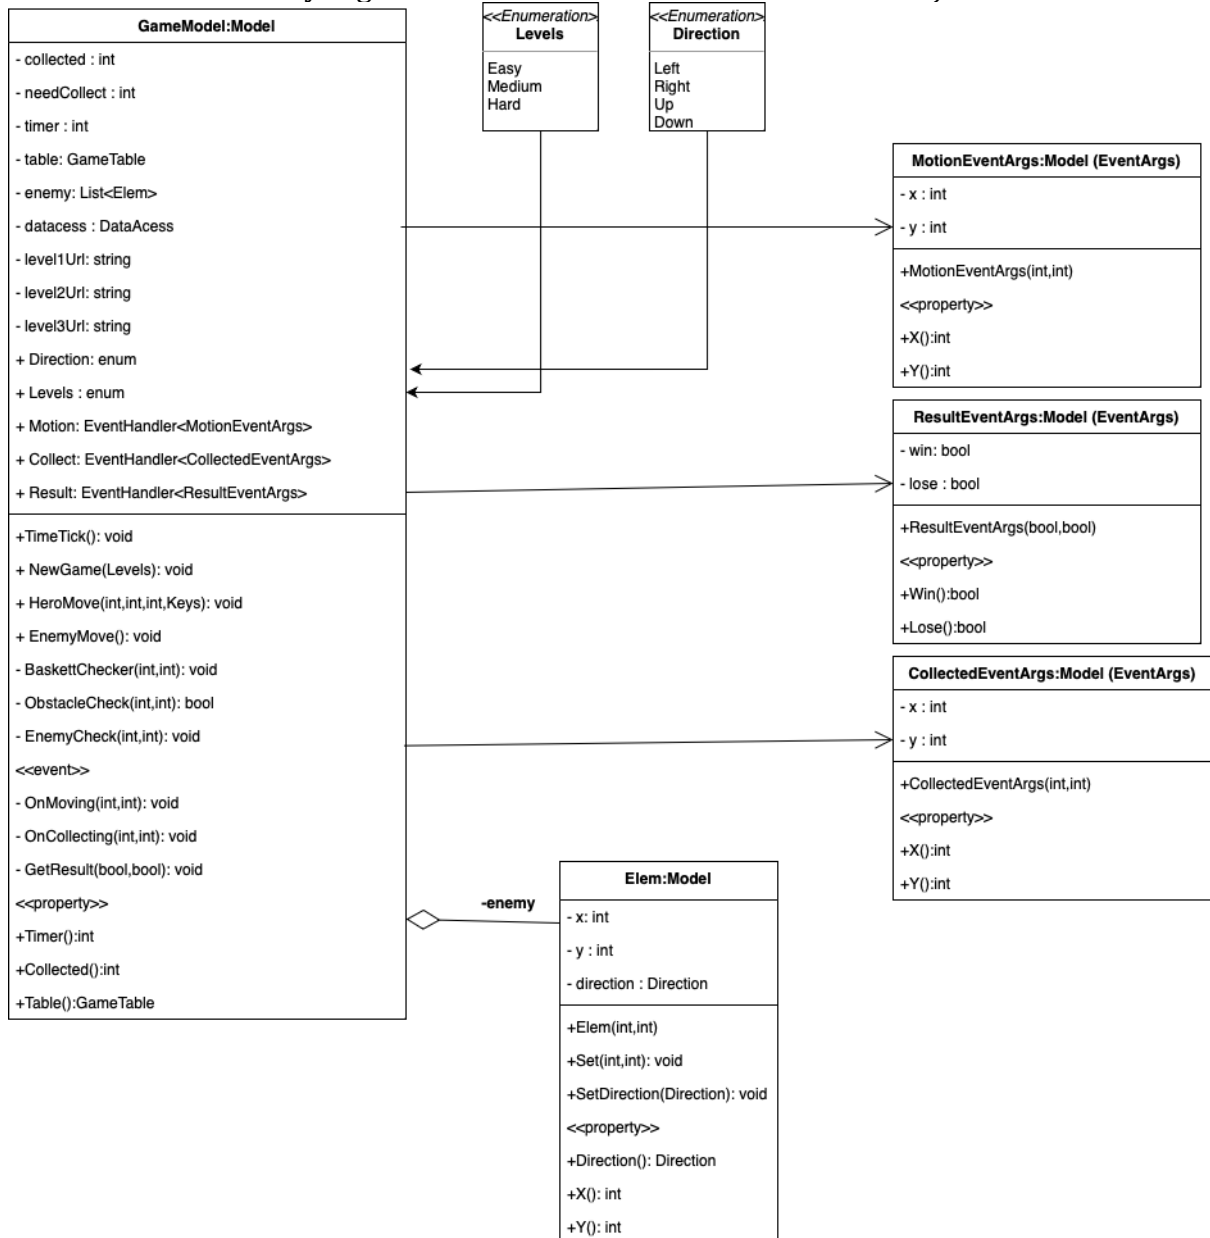 GameModel:Model
- collected : int
- needCollect : int
- timer : int
- table: GameTable
- enemy: List<Elem>
- datacess : DataAcess
- level1Url: string
- level2Url: string
- level3Url: string
+ Direction: enum
+ Levels : enum
+ Motion: EventHandler<MotionEventArgs>
+ Collect: EventHandler<CollectedEventArgs>
+ Result: EventHandler<ResultEventArgs>
+TimeTick(): void
+ NewGame(Levels): void
+ HeroMove(int,int,int,Keys): void
+ EnemyMove(): void
- BaskettChecker(int,int): void
- ObstacleCheck(int,int): bool
- EnemyCheck(int,int): void
<<event>>
- OnMoving(int,int): void
- OnCollecting(int,int): void
- GetResult(bool,bool): void
<<property>>
+Timer():int
+Collected():int
+Table():GameTable
<<Enumeration>
Levels
Easy
Medium
Hard
<<Enumeration>
Direction
Left
Right
Up
Down
MotionEventArgs:Model (EventArgs)
- x : int
- y : int
+MotionEventArgs(int,int)
<<property>>
+X():int
+Y():int
ResultEventArgs:Model (EventArgs)
- win: bool
- lose : bool
+ResultEventArgs(bool,bool)
<<property>>
+Win():bool
+Lose():bool
CollectedEventArgs:Model (EventArgs)
- x : int
- y : int
+CollectedEventArgs(int,int)
<<property>>
+X():int
+Y():int
-enemy
Elem:Model
- x: int
- y : int
- direction : Direction
+Elem(int,int)
+Set(int,int): void
+SetDirection(Direction): void
<<property>>
+Direction(): Direction
+X(): int
+Y(): int